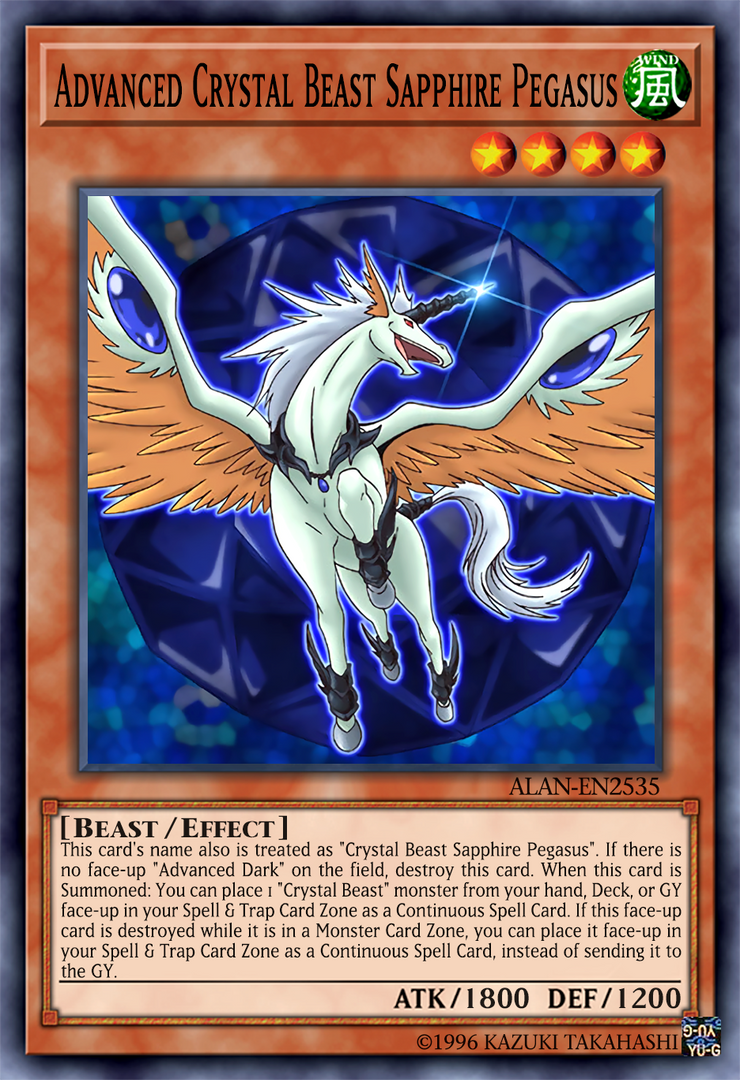 ADVANCED CRYSTAL BEAST SAPPHIRE PEGASUS
WIND
風
ALAN-EN2535
[BEAST/EFFECT]
This card's name also is treated as "Crystal Beast Sapphire Pegasus". If there is
no face-up "Advanced Dark" on the field, destroy this card. When this card is
Summoned: You can place 1 "Crystal Beast" monster from your hand, Deck, or GY
face-up in your Spell & Trap Card Zone as a Continuous Spell Card. If this face-up
card is destroyed while it is in a Monster Card Zone, you can place it face-up in
your Spell & Trap Card Zone as a Continuous Spell Card, instead of sending it to
the GY.
ATK/1800 DEF/1200
©1996 KAZUKI TAKAHASHI